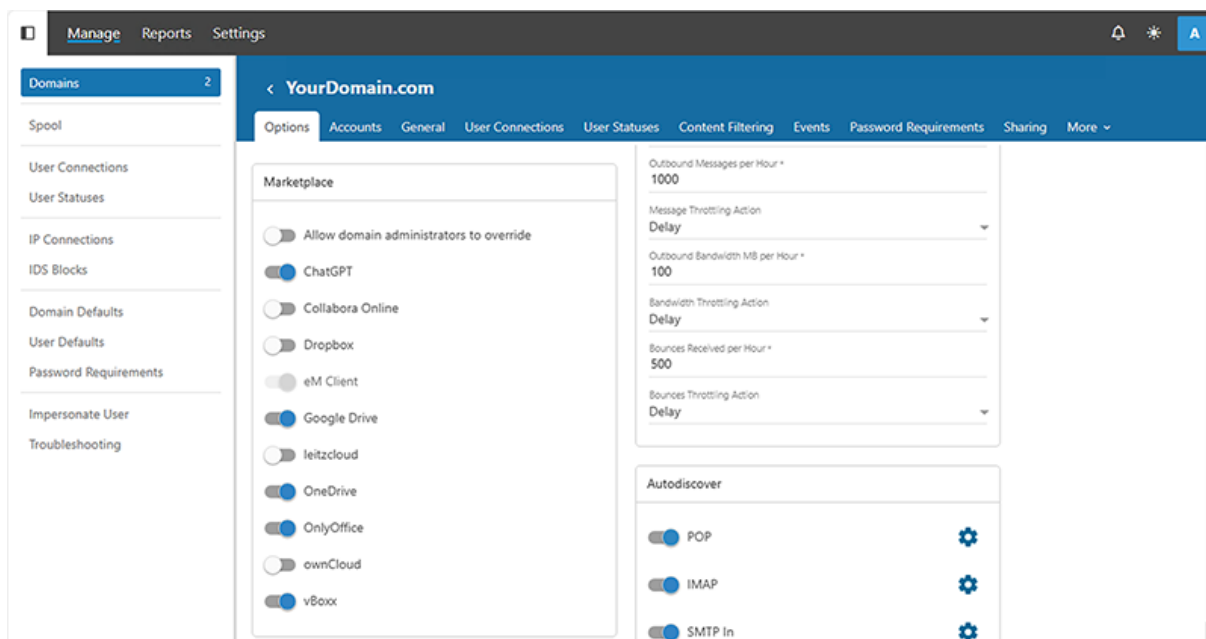 Manage Reports Settings
A
Domains 2
Spool
User Connections
User Statuses
IP Connections
IDS Blocks
Domain Defaults
User Defaults
Password Requirements
Impersonate User
Troubleshooting
YourDomain.com
Options Accounts General User Connections User Statuses Content Filtering Events Password Requirements Sharing More
Marketplace
Allow domain administrators to override
ChatGPT
Collabora Online
Dropbox
eM Client
Google Drive
leitzcloud
OneDrive
OnlyOffice
ownCloud
vBoxx
Outbound Messages per Hour *
1000
Message Throttling Action
Delay
Outbound Bandwidth MB per Hour *
100
Bandwidth Throttling Action
Delay
Bounces Received per Hour *
500
Bounces Throttling Action
Delay
Autodiscover
POP
IMAP
SMTP In